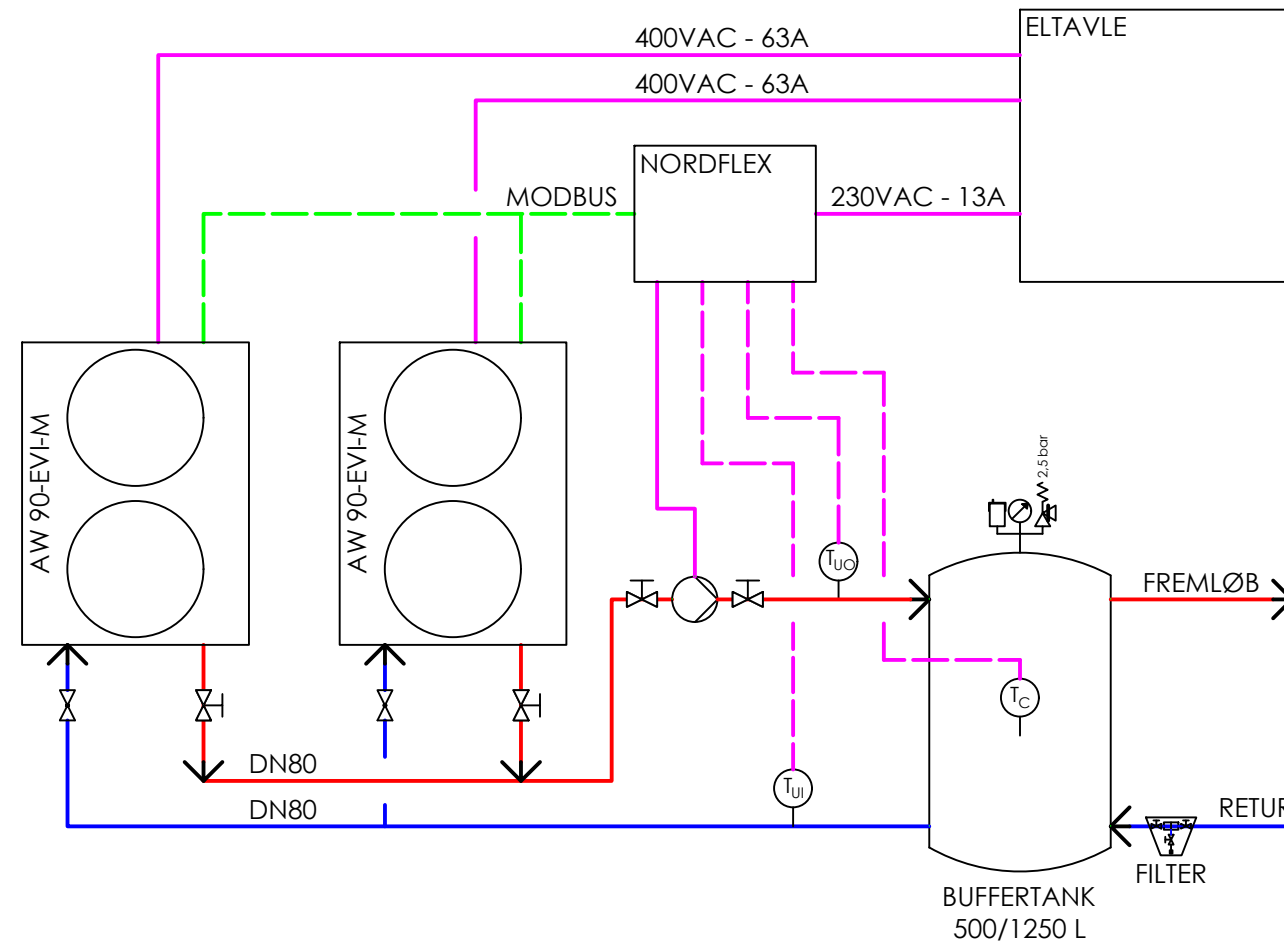 400VAC - 63A
ELTAVLE
400VAC - 63A
NORDFLEX
MODBUS
230VAC - 13A
AW 90-EVI-M
AW 90-EVI-M
2,5 bar
TUO
FREMLØB
TC
DN80
TUI
DN80
RETUR
FILTER
BUFFERTANK
500/1250 L